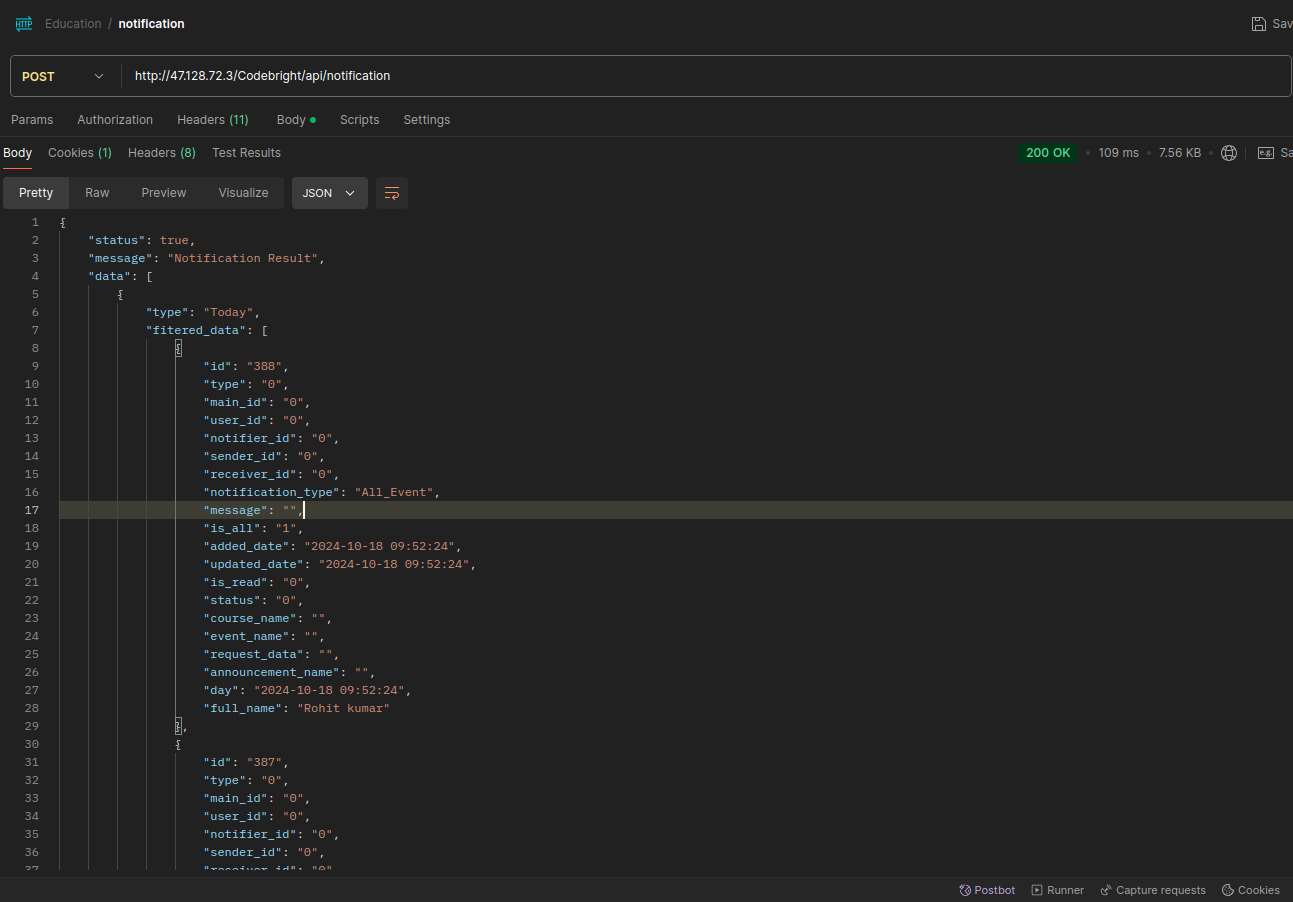 HTTP Education / notification Sav
POST http://47.128.72.3/Codebright/api/notification
Params Authorization Headers (11) Body Scripts Settings
Body Cookies (1) Headers (8) Test Results 200 OK 109 ms 7.56 KB e.g. Sa
Pretty Raw Preview Visualize JSON
1 {
2 "status": true,
3 "message": "Notification Result",
4 "data": [
5 {
6 "type": "Today",
7 "fitered_data": [
8 {
9 "id": "388",
10 "type": "0",
11 "main_id": "0",
12 "user_id": "0",
13 "notifier_id": "0",
14 "sender_id": "0",
15 "receiver_id": "0",
16 "notification_type": "All_Event",
17 "message": "",
18 "is_all": "1",
19 "added_date": "2024-10-18 09:52:24",
20 "updated_date": "2024-10-18 09:52:24",
21 "is_read": "0",
22 "status": "0",
23 "course_name": "",
24 "event_name": "",
25 "request_data": "",
26 "announcement_name": "",
27 "day": "2024-10-18 09:52:24",
28 "full_name": "Rohit kumar"
29 },
30 {
31 "id": "387",
32 "type": "0",
33 "main_id": "0",
34 "user_id": "0",
35 "notifier_id": "0",
36 "sender_id": "0",
37 "receiver_id": "0"
Postbot Runner Capture requests Cookies